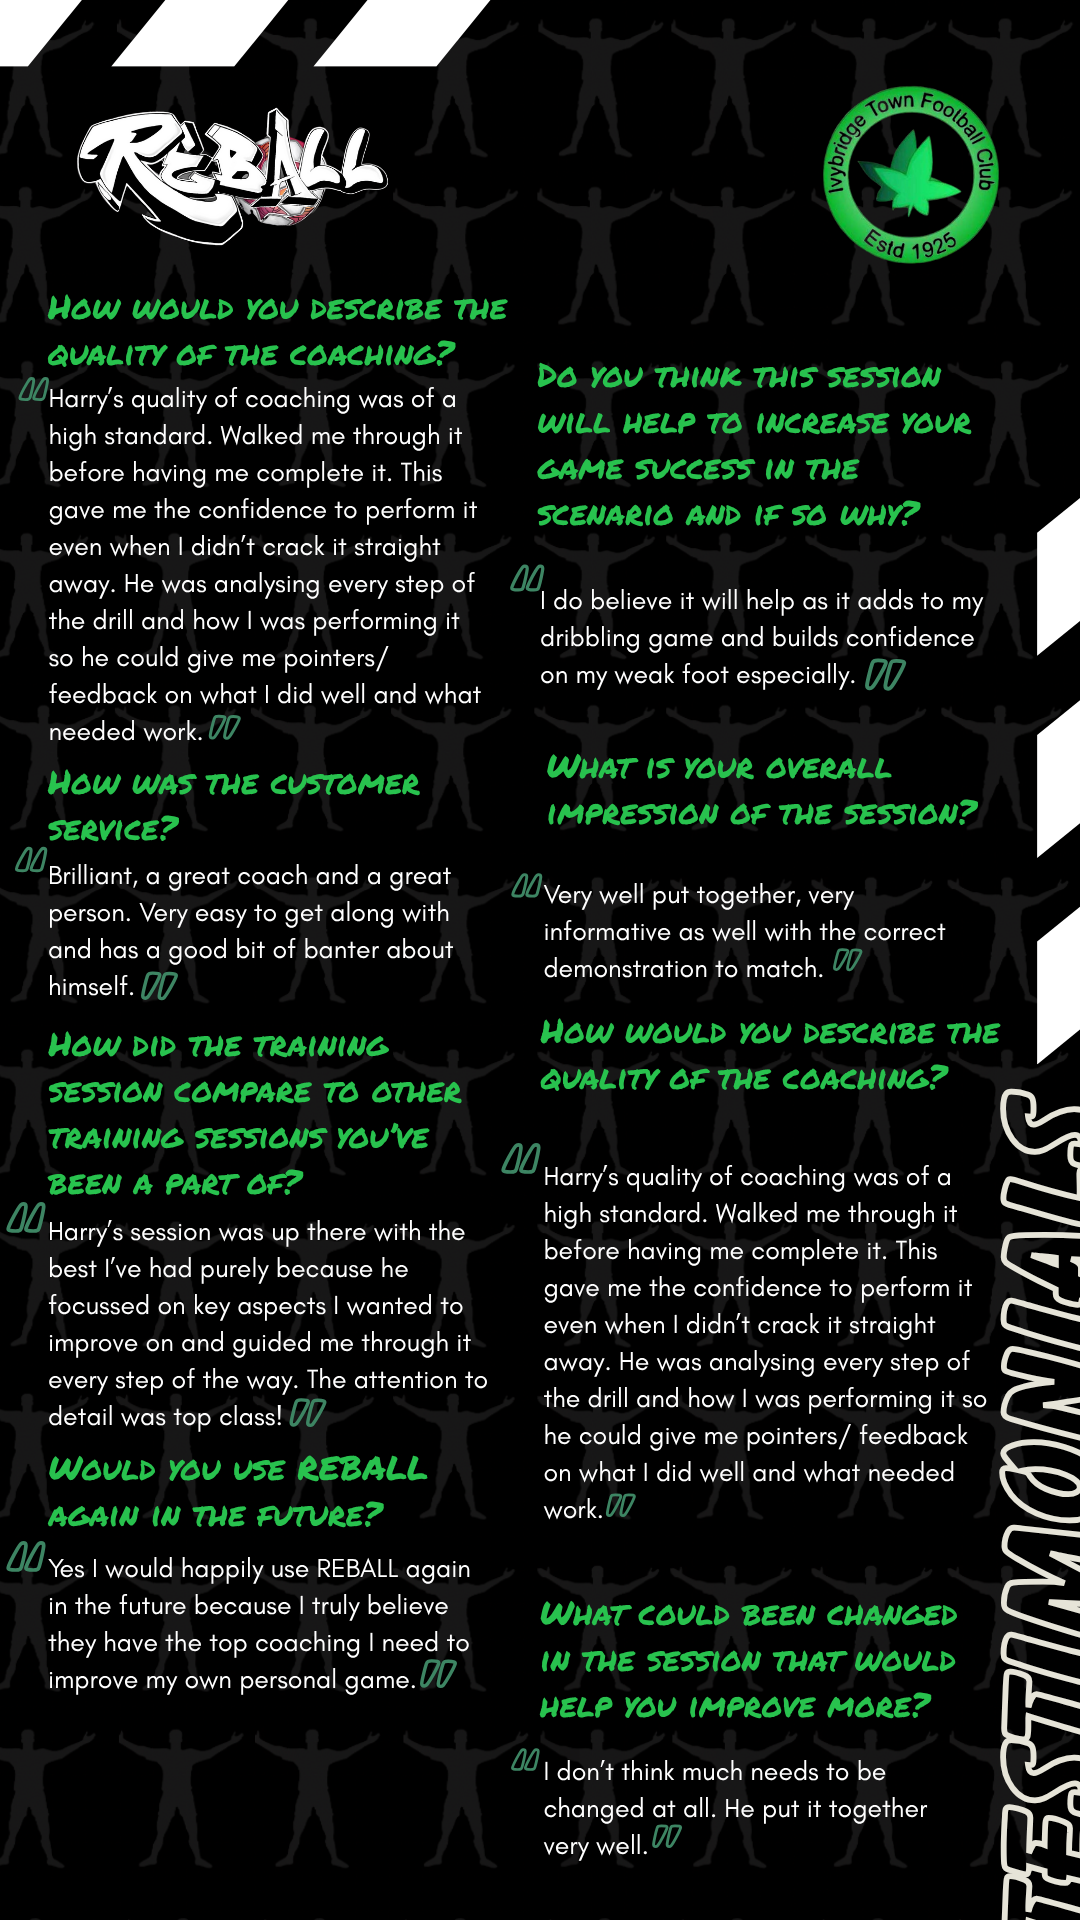 REBALL
Ivybridge Town Football Club
Estd 1925
How would you describe the
quality of the coaching?
"Harry's quality of coaching was of a
high standard. Walked me through it
before having me complete it. This
gave me the confidence to perform it
even when I didn't crack it straight
away. He was analysing every step of
the drill and how I was performing it
so he could give me pointers/
feedback on what I did well and what
needed work."
How was the customer
service?
"Brilliant, a great coach and a great
person. Very easy to get along with
and has a good bit of banter about
himself."
How did the training
session compare to other
training sessions you've
been a part of?
"Harry's session was up there with the
best I've had purely because he
focussed on key aspects I wanted to
improve on and guided me through it
every step of the way. The attention to
detail was top class!"
Would you use REBALL
again in the future?
"Yes I would happily use REBALL again
in the future because I truly believe
they have the top coaching I need to
improve my own personal game."
Do you think this session
will help to increase your
game success in the
scenario and if so why?
"I do believe it will help as it adds to my
dribbling game and builds confidence
on my weak foot especially."
What is your overall
impression of the session?
"Very well put together, very
informative as well with the correct
demonstration to match."
How would you describe the
quality of the coaching?
"Harry's quality of coaching was of a
high standard. Walked me through it
before having me complete it. This
gave me the confidence to perform it
even when I didn't crack it straight
away. He was analysing every step of
the drill and how I was performing it so
he could give me pointers/ feedback
on what I did well and what needed
work."
What could been changed
in the session that would
help you improve more?
"I don't think much needs to be
changed at all. He put it together
very well."
TESTIMONIALS